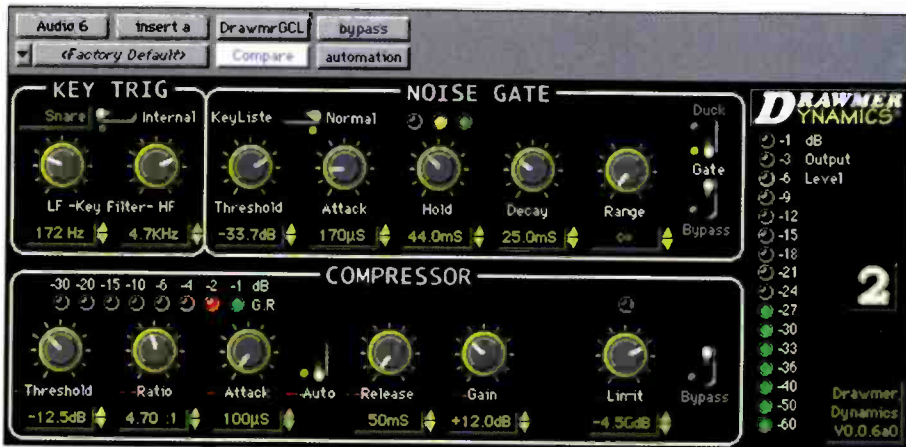 Audio 6 insert a DrawmrGCL bypass
<Factory Default> Compare automation
KEY TRIG
Snare Internal
LF -Key Filter- HF
172 Hz 4.7KHz
NOISE GATE
KeyListe Normal
Duck
Gate
Bypass
Threshold Attack Hold Decay Range
-33.7dB 170µS 44.0mS 25.0mS ∞
COMPRESSOR
-30 -20 -15 -10 -6 -4 -2 -1 dB
G.R
Threshold -Ratio - Attack -Auto -Release -Gain Limit Bypass
-12.5dB 4.70 :1 100µS 50mS +12.0dB -4.50dB
DRAWMER
DYNAMICS
-1 dB
-3 Output
-6 Level
-9
-12
-15
-18
-21
-24
-27
-30
-33
-36
-40
-50
-60
2
Drawmer
Dynamics
V0.0.6a0